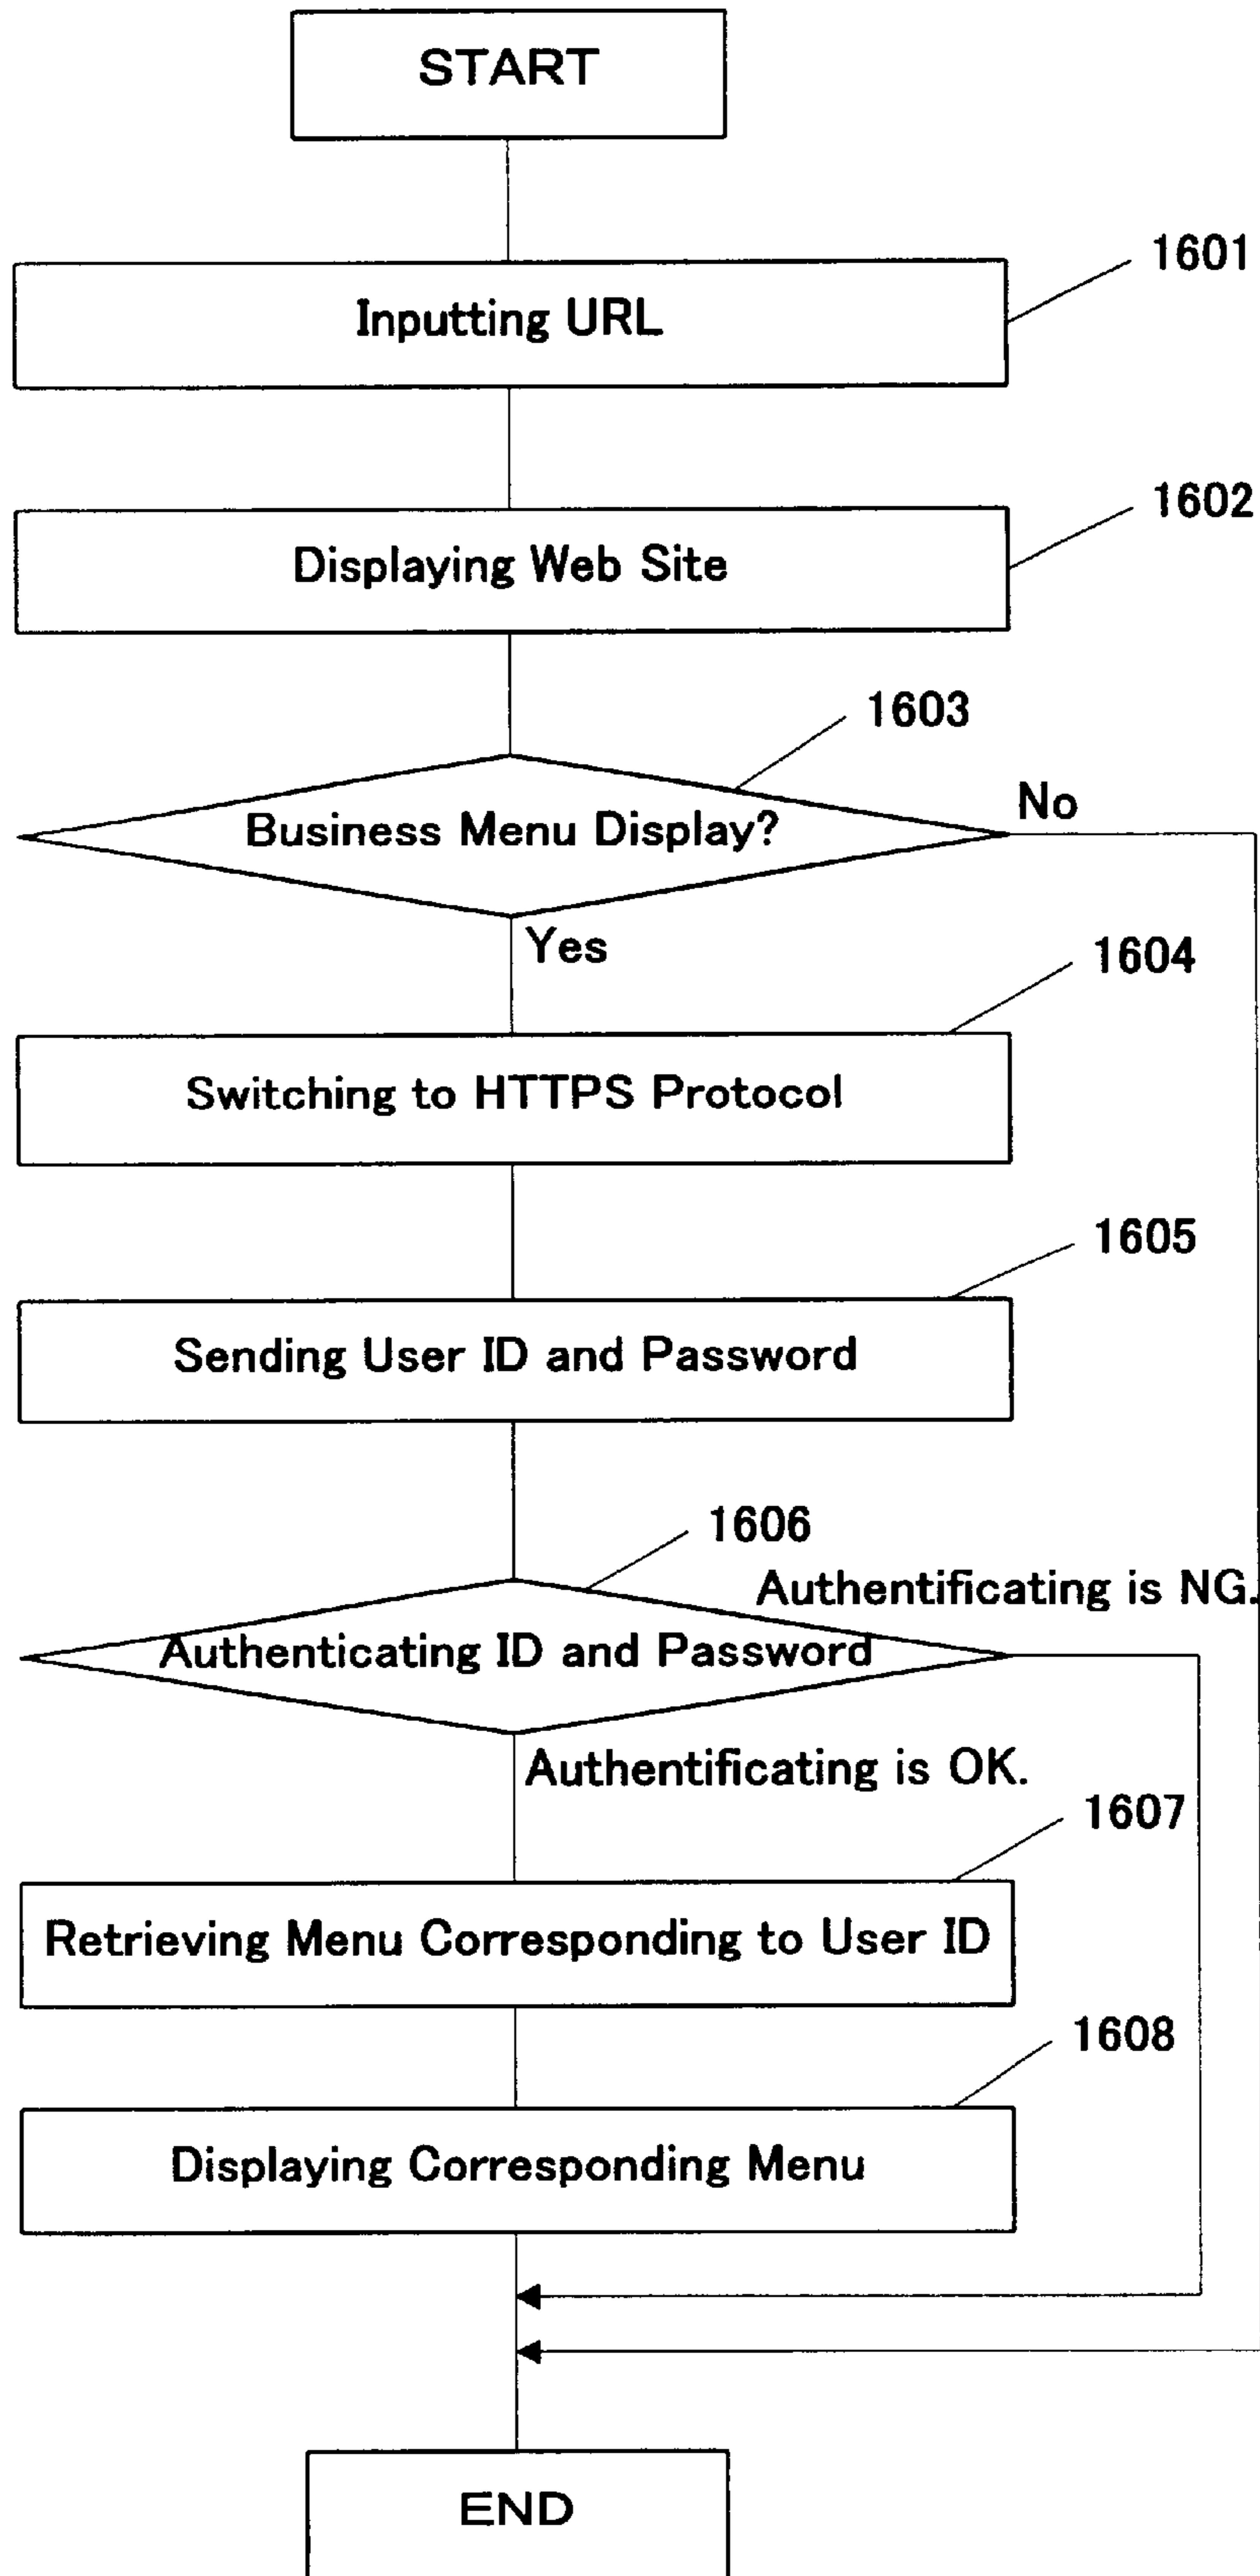 START
1601
Inputting URL
1602
Displaying Web Site
1603
Business Menu Display?
No
Yes
1604
Switching to HTTPS Protocol
1605
Sending User ID and Password
1606
Authentificating is NG.
Authenticating ID and Password
Authentificating is OK.
1607
Retrieving Menu Corresponding to User ID
1608
Displaying Corresponding Menu
END